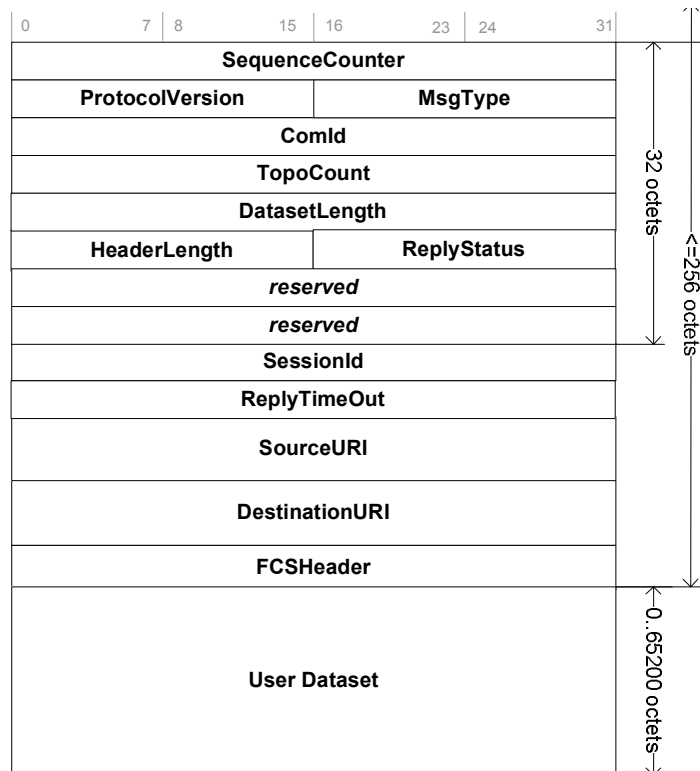 0 7 8 15 16 23 24 31
SequenceCounter
ProtocolVersion MsgType
ComId
TopoCount
DatasetLength
HeaderLength ReplyStatus
reserved
reserved
SessionId
ReplyTimeOut
SourceURI
DestinationURI
FCSHeader
User Dataset
32 octets
<=256 octets
0..65200 octets